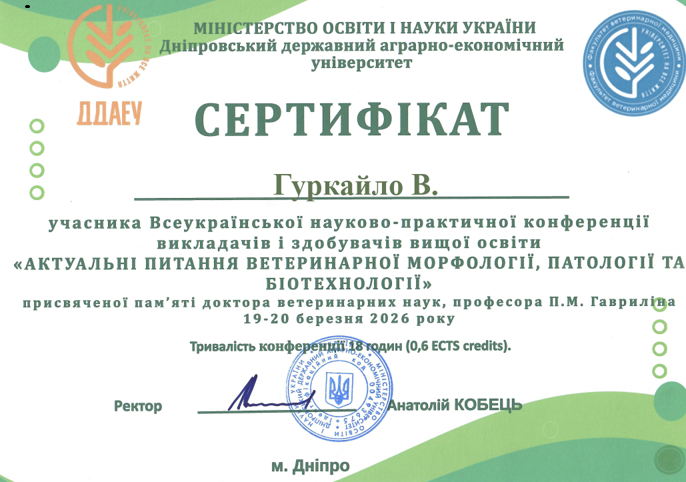 МІНІСТЕРСТВО ОСВІТИ І НАУКИ УКРАЇНИ
Дніпровський державний аграрно-економічний
університет
ДДАЕУ
СЕРТИФІКАТ
Гуркайло В.
учасника Всеукраїнської науково-практичної конференції
викладачів і здобувачів вищої освіти
«АКТУАЛЬНІ ПИТАННЯ ВЕТЕРИНАРНОЇ МОРФОЛОГІЇ, ПАТОЛОГІЇ ТА
БІОТЕХНОЛОГІЇ»
присвяченої пам’яті доктора ветеринарних наук, професора П.М. Гавриліна
19-20 березня 2026 року
Тривалість конференції 18 годин (0,6 ECTS credits).
Ректор
Анатолій КОБЕЦЬ
м. Дніпро